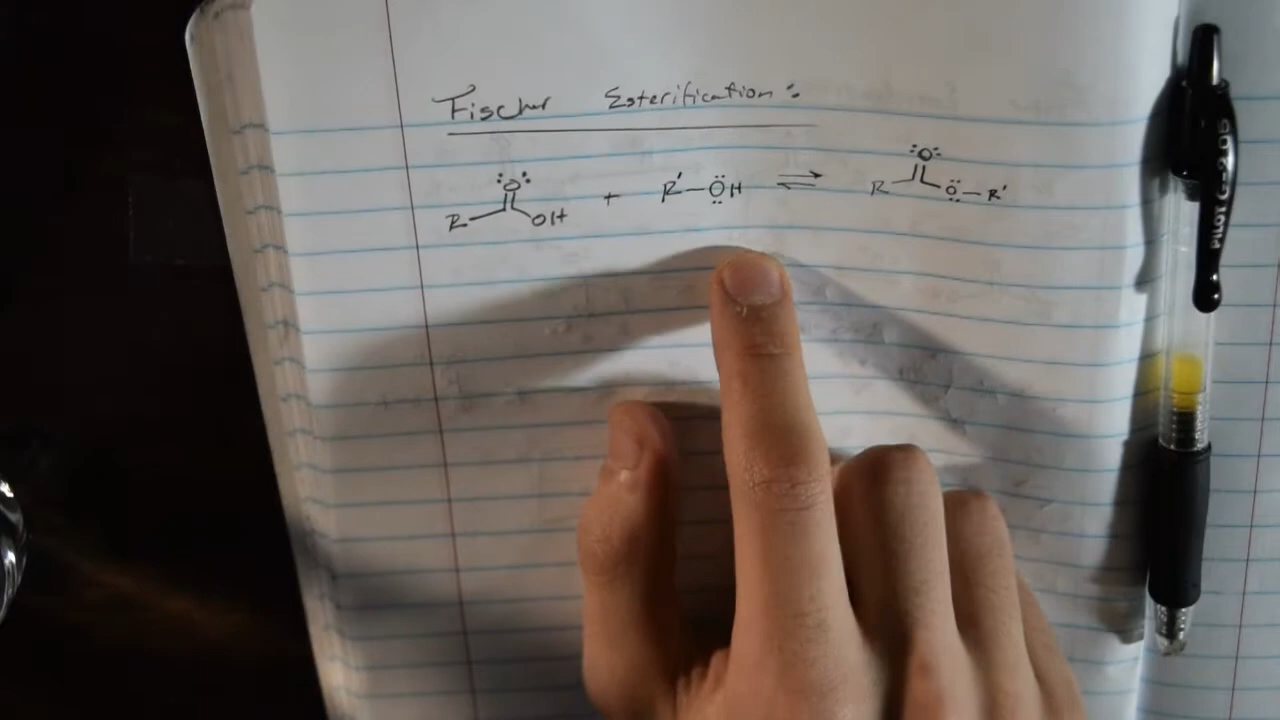 Fischer Esterification:
:O: :O:
R OH + R'—ÖH ⇌ R O—R'
PILOT G-2 05